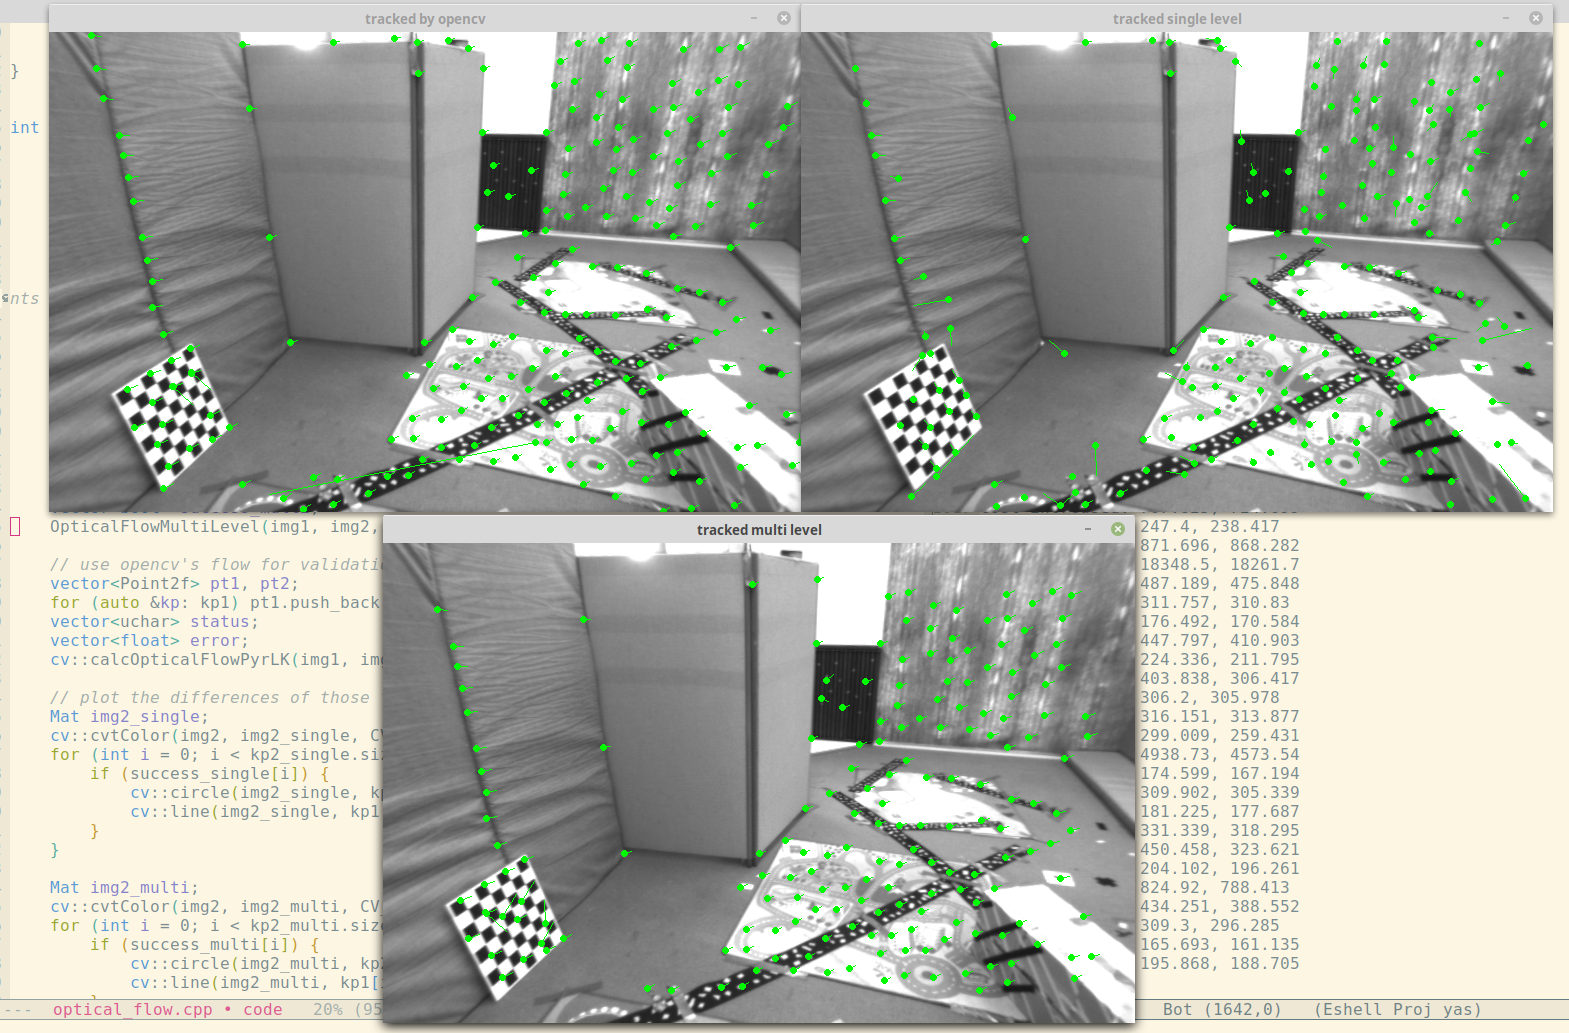 tracked by opencv
tracked single level
}
int
nts
OpticalFlowMultiLevel(img1, img2,
// use opencv's flow for validati
vector<Point2f> pt1, pt2;
for (auto &kp: kp1) pt1.push_back
vector<uchar> status;
vector<float> error;
cv::calcOpticalFlowPyrLK(img1, im
// plot the differences of those
Mat img2_single;
cv::cvtColor(img2, img2_single, C
for (int i = 0; i < kp2_single.si
if (success_single[i]) {
cv::circle(img2_single, k
cv::line(img2_single, kp1
}
}
Mat img2_multi;
cv::cvtColor(img2, img2_multi, CV
for (int i = 0; i < kp2_multi.siz
if (success_multi[i]) {
cv::circle(img2_multi, kp
cv::line(img2_multi, kp1[
tracked multi level
247.4, 238.417
871.696, 868.282
18348.5, 18261.7
487.189, 475.848
311.757, 310.83
176.492, 170.584
447.797, 410.903
224.336, 211.795
403.838, 306.417
306.2, 305.978
316.151, 313.877
299.009, 259.431
4938.73, 4573.54
174.599, 167.194
309.902, 305.339
181.225, 177.687
331.339, 318.295
450.458, 323.621
204.102, 196.261
824.92, 788.413
434.251, 388.552
309.3, 296.285
165.693, 161.135
195.868, 188.705
--- optical_flow.cpp • code 20% (95
Bot (1642,0) (Eshell Proj yas)